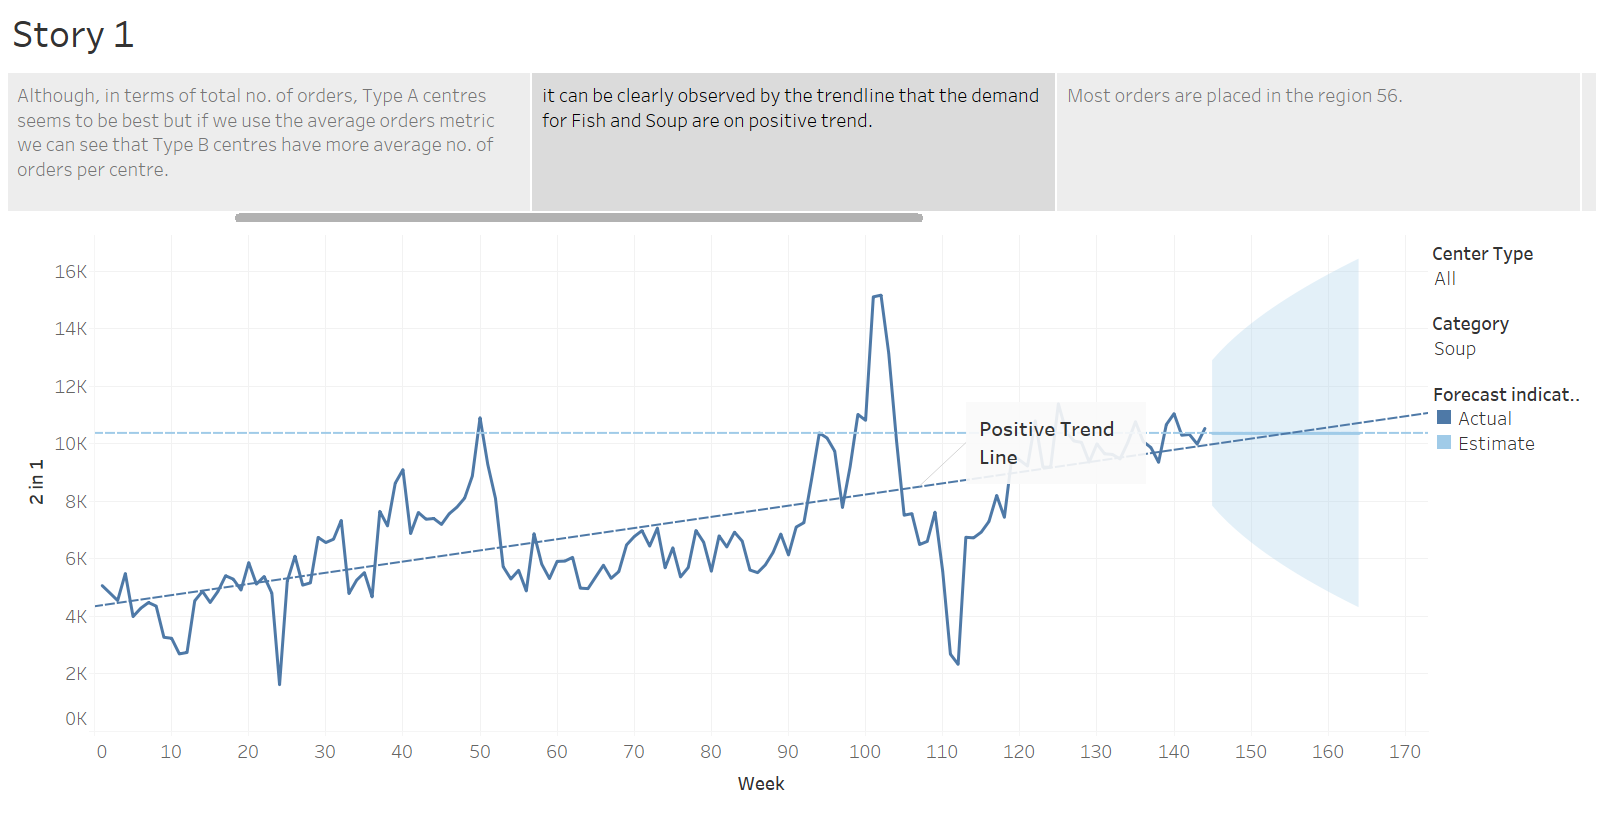 Story 1
Although, in terms of total no. of orders, Type A centres
seems to be best but if we use the average orders metric
we can see that Type B centres have more average no. of
orders per centre.
it can be clearly observed by the trendline that the demand
for Fish and Soup are on positive trend.
Most orders are placed in the region 56.
16K
14K
12K
10K
8K
6K
4K
2K
0K
2 in 1
Positive Trend
Line
0 10 20 30 40 50 60 70 80 90 100 110 120 130 140 150 160 170
Week
Center Type
All
Category
Soup
Forecast indicat..
Actual
Estimate